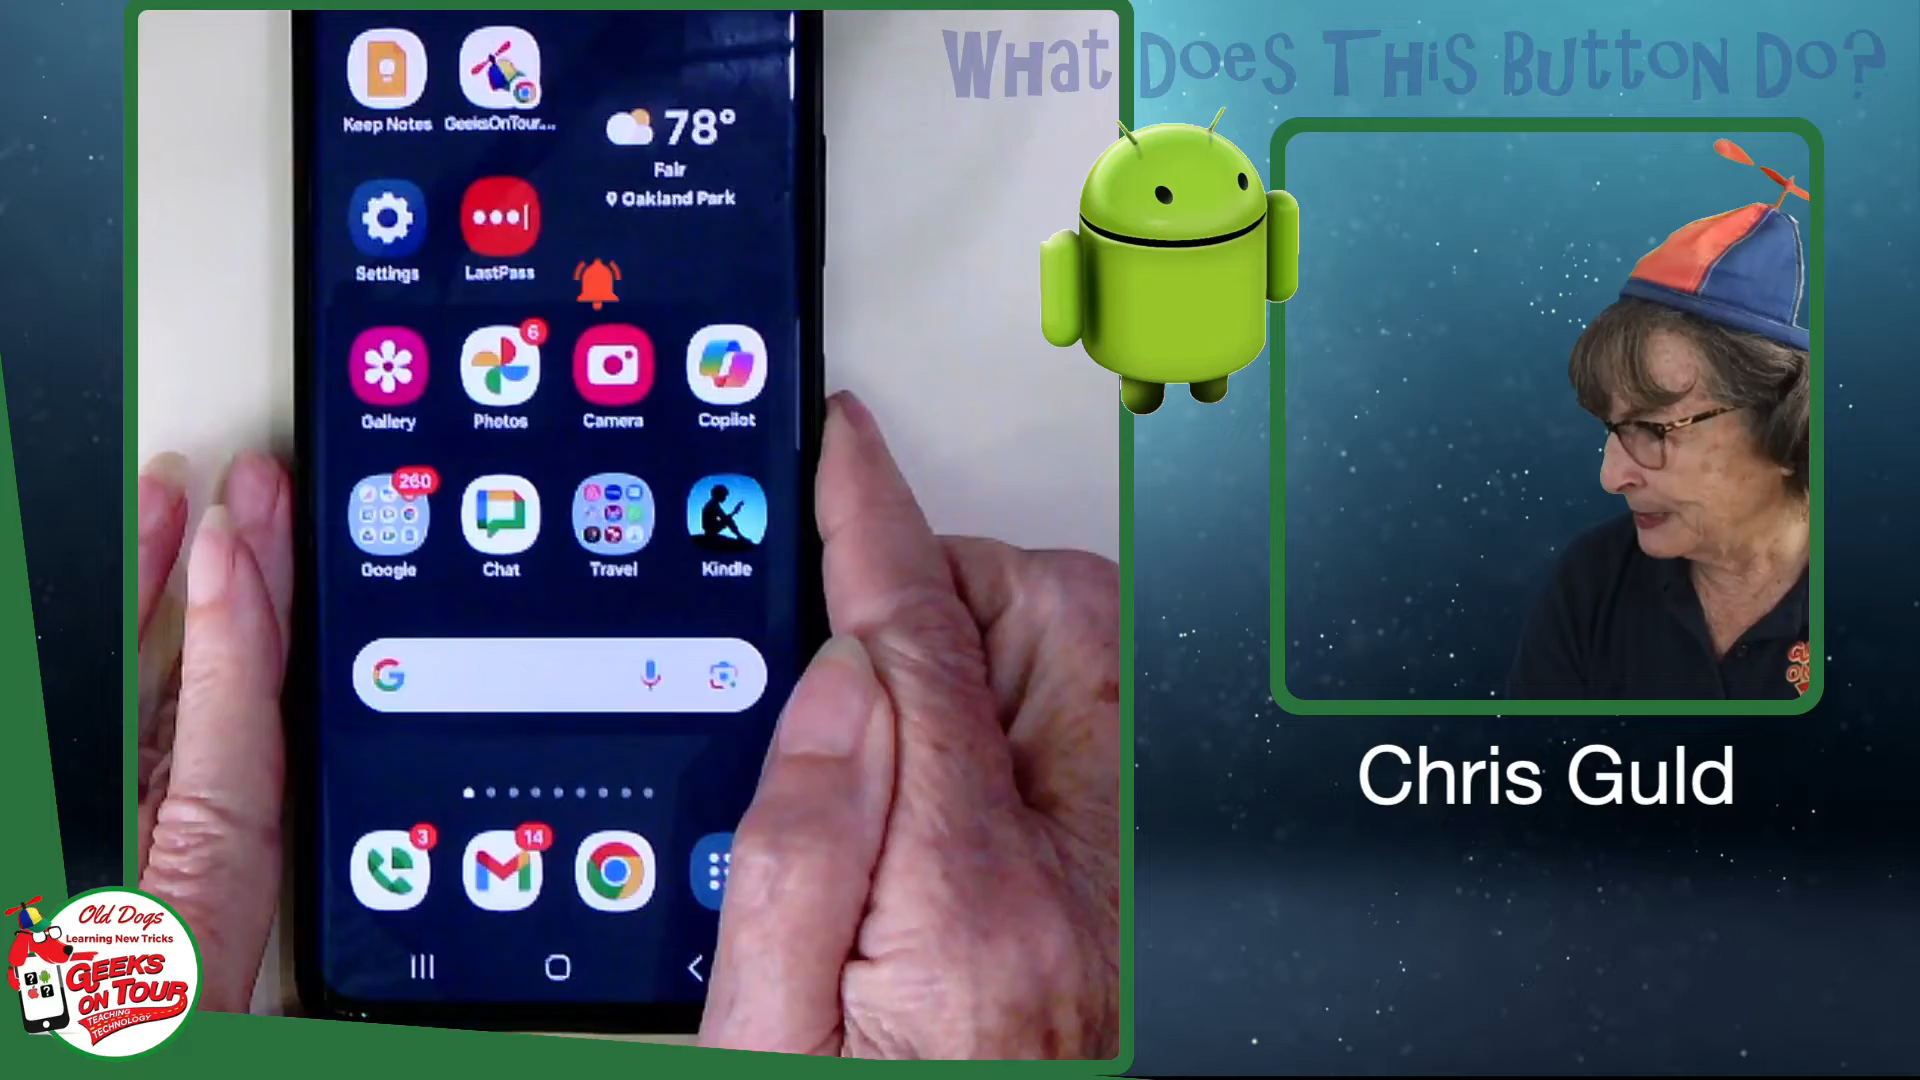 What Does This Button Do?
Keep Notes
GeeksOnTour....
78°
Fair
Oakland Park
Settings
LastPass
6
Gallery
Photos
Camera
Copilot
260
Google
Chat
Travel
Kindle
G
3
14
Chris Guld
Old Dogs
Learning New Tricks
GEEKS
ON TOUR
TEACHING
TECHNOLOGY